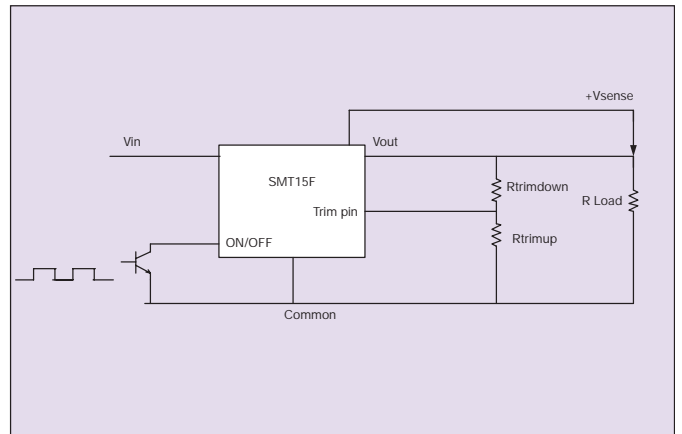 +Vsense
Vin
Vout
SMT15F
Rtrimdown
R Load
Trim pin
Rtrimup
ON/OFF
Common